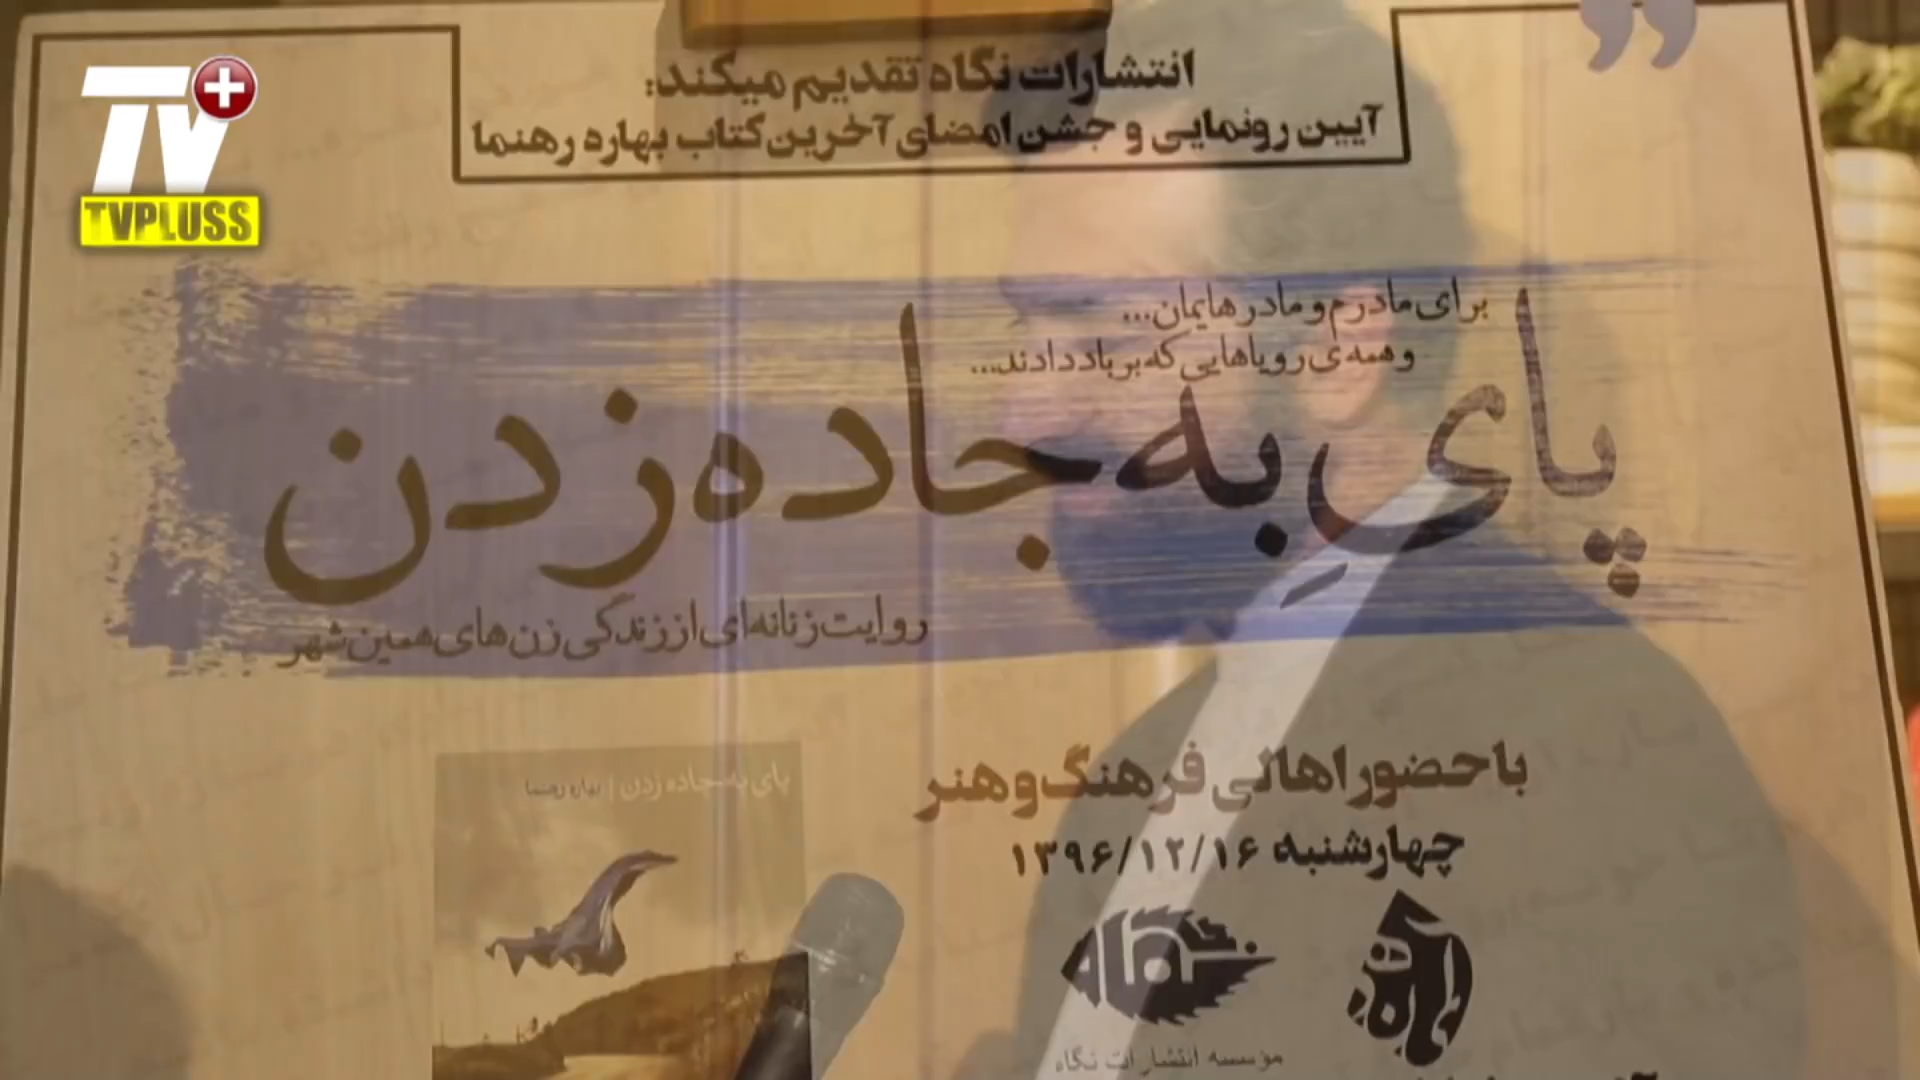 TV+
TVPLUSS
انتشارات نگاه تقدیم میکند:
آیین رونمایی و جشن امضای آخرین کتاب بهاره رهنما
برای مادرم و مادرهایمان...
و همه‌ی رویاهایی که بر باد دادند...
پایِ به جاده زدن
روایت زنانه‌ای از زندگی زن‌های همین شهر
با حضور اهالی فرهنگ و هنر
چهارشنبه ۱۳۹۶/۱۲/۱۶
پای به جاده زدن | بهاره رهنما
نگاه
موسسه انتشارات نگاه